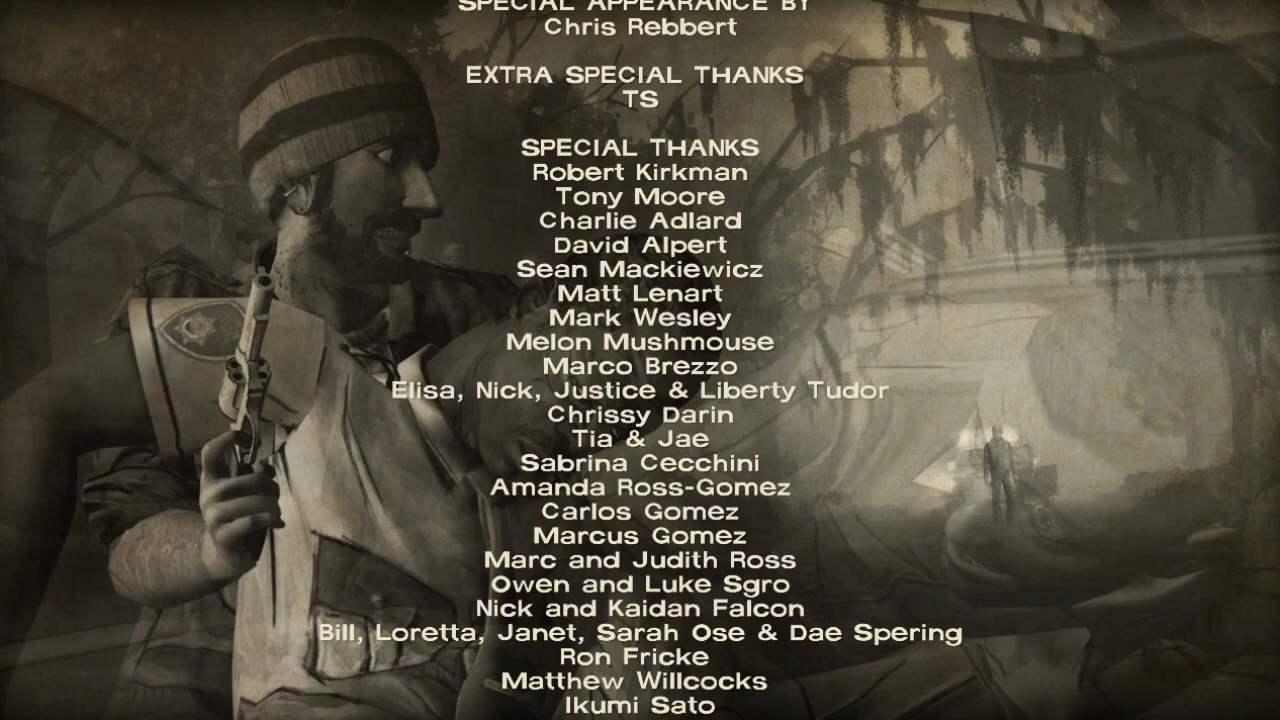 SPECIAL APPEARANCE BY
Chris Rebbert
EXTRA SPECIAL THANKS
TS
SPECIAL THANKS
Robert Kirkman
Tony Moore
Charlie Adlard
David Alpert
Sean Mackiewicz
Matt Lenart
Mark Wesley
Melon Mushmouse
Marco Brezzo
Elisa, Nick, Justice & Liberty Tudor
Chrissy Darin
Tia & Jae
Sabrina Cecchini
Amanda Ross-Gomez
Carlos Gomez
Marcus Gomez
Marc and Judith Ross
Owen and Luke Sgro
Nick and Kaidan Falcon
Bill, Loretta, Janet, Sarah Ose & Dae Spering
Ron Fricke
Matthew Willcocks
Ikumi Sato